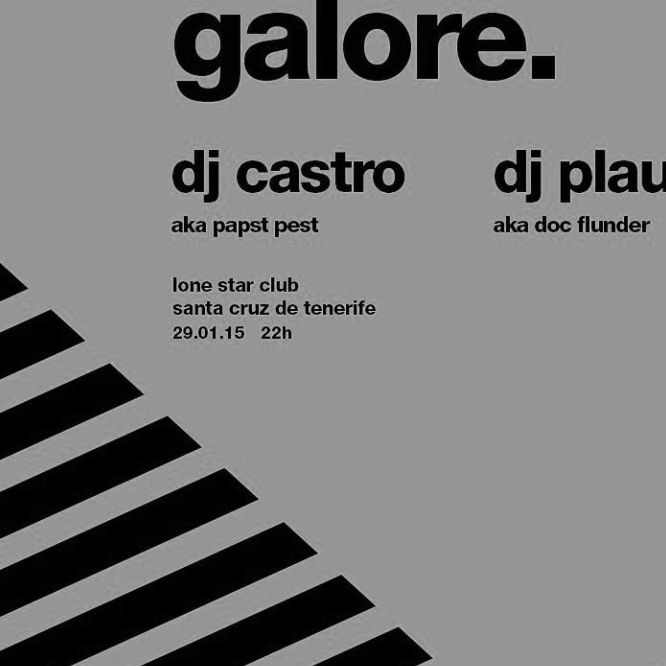 galore.
dj castro
aka papst pest
dj plau
aka doc flunder
lone star club
santa cruz de tenerife
29.01.15 22h